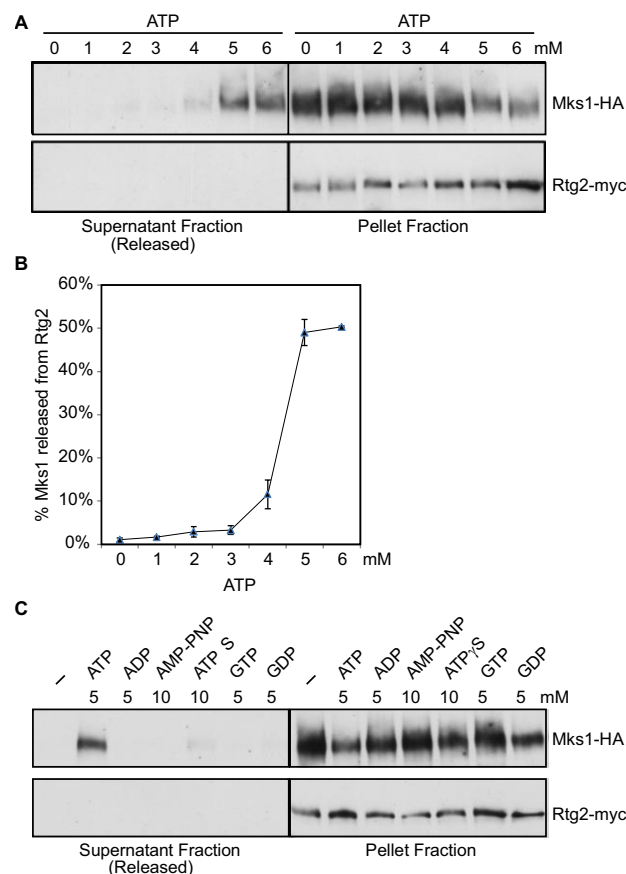 A
ATP ATP
0 1 2 3 4 5 6 0 1 2 3 4 5 6 mM
Mks1-HA
Rtg2-myc
Supernatant Fraction Pellet Fraction
(Released)
B
% Mks1 released from Rtg2
60%
50%
40%
30%
20%
10%
0%
0 1 2 3 4 5 6 mM
ATP
C
– ATP ADP AMP-PNP ATP S GTP GDP – ATP ADP AMP-PNP ATPγS GTP GDP
5 5 10 10 5 5 5 5 10 10 5 5 mM
Mks1-HA
Rtg2-myc
Supernatant Fraction Pellet Fraction
(Released)